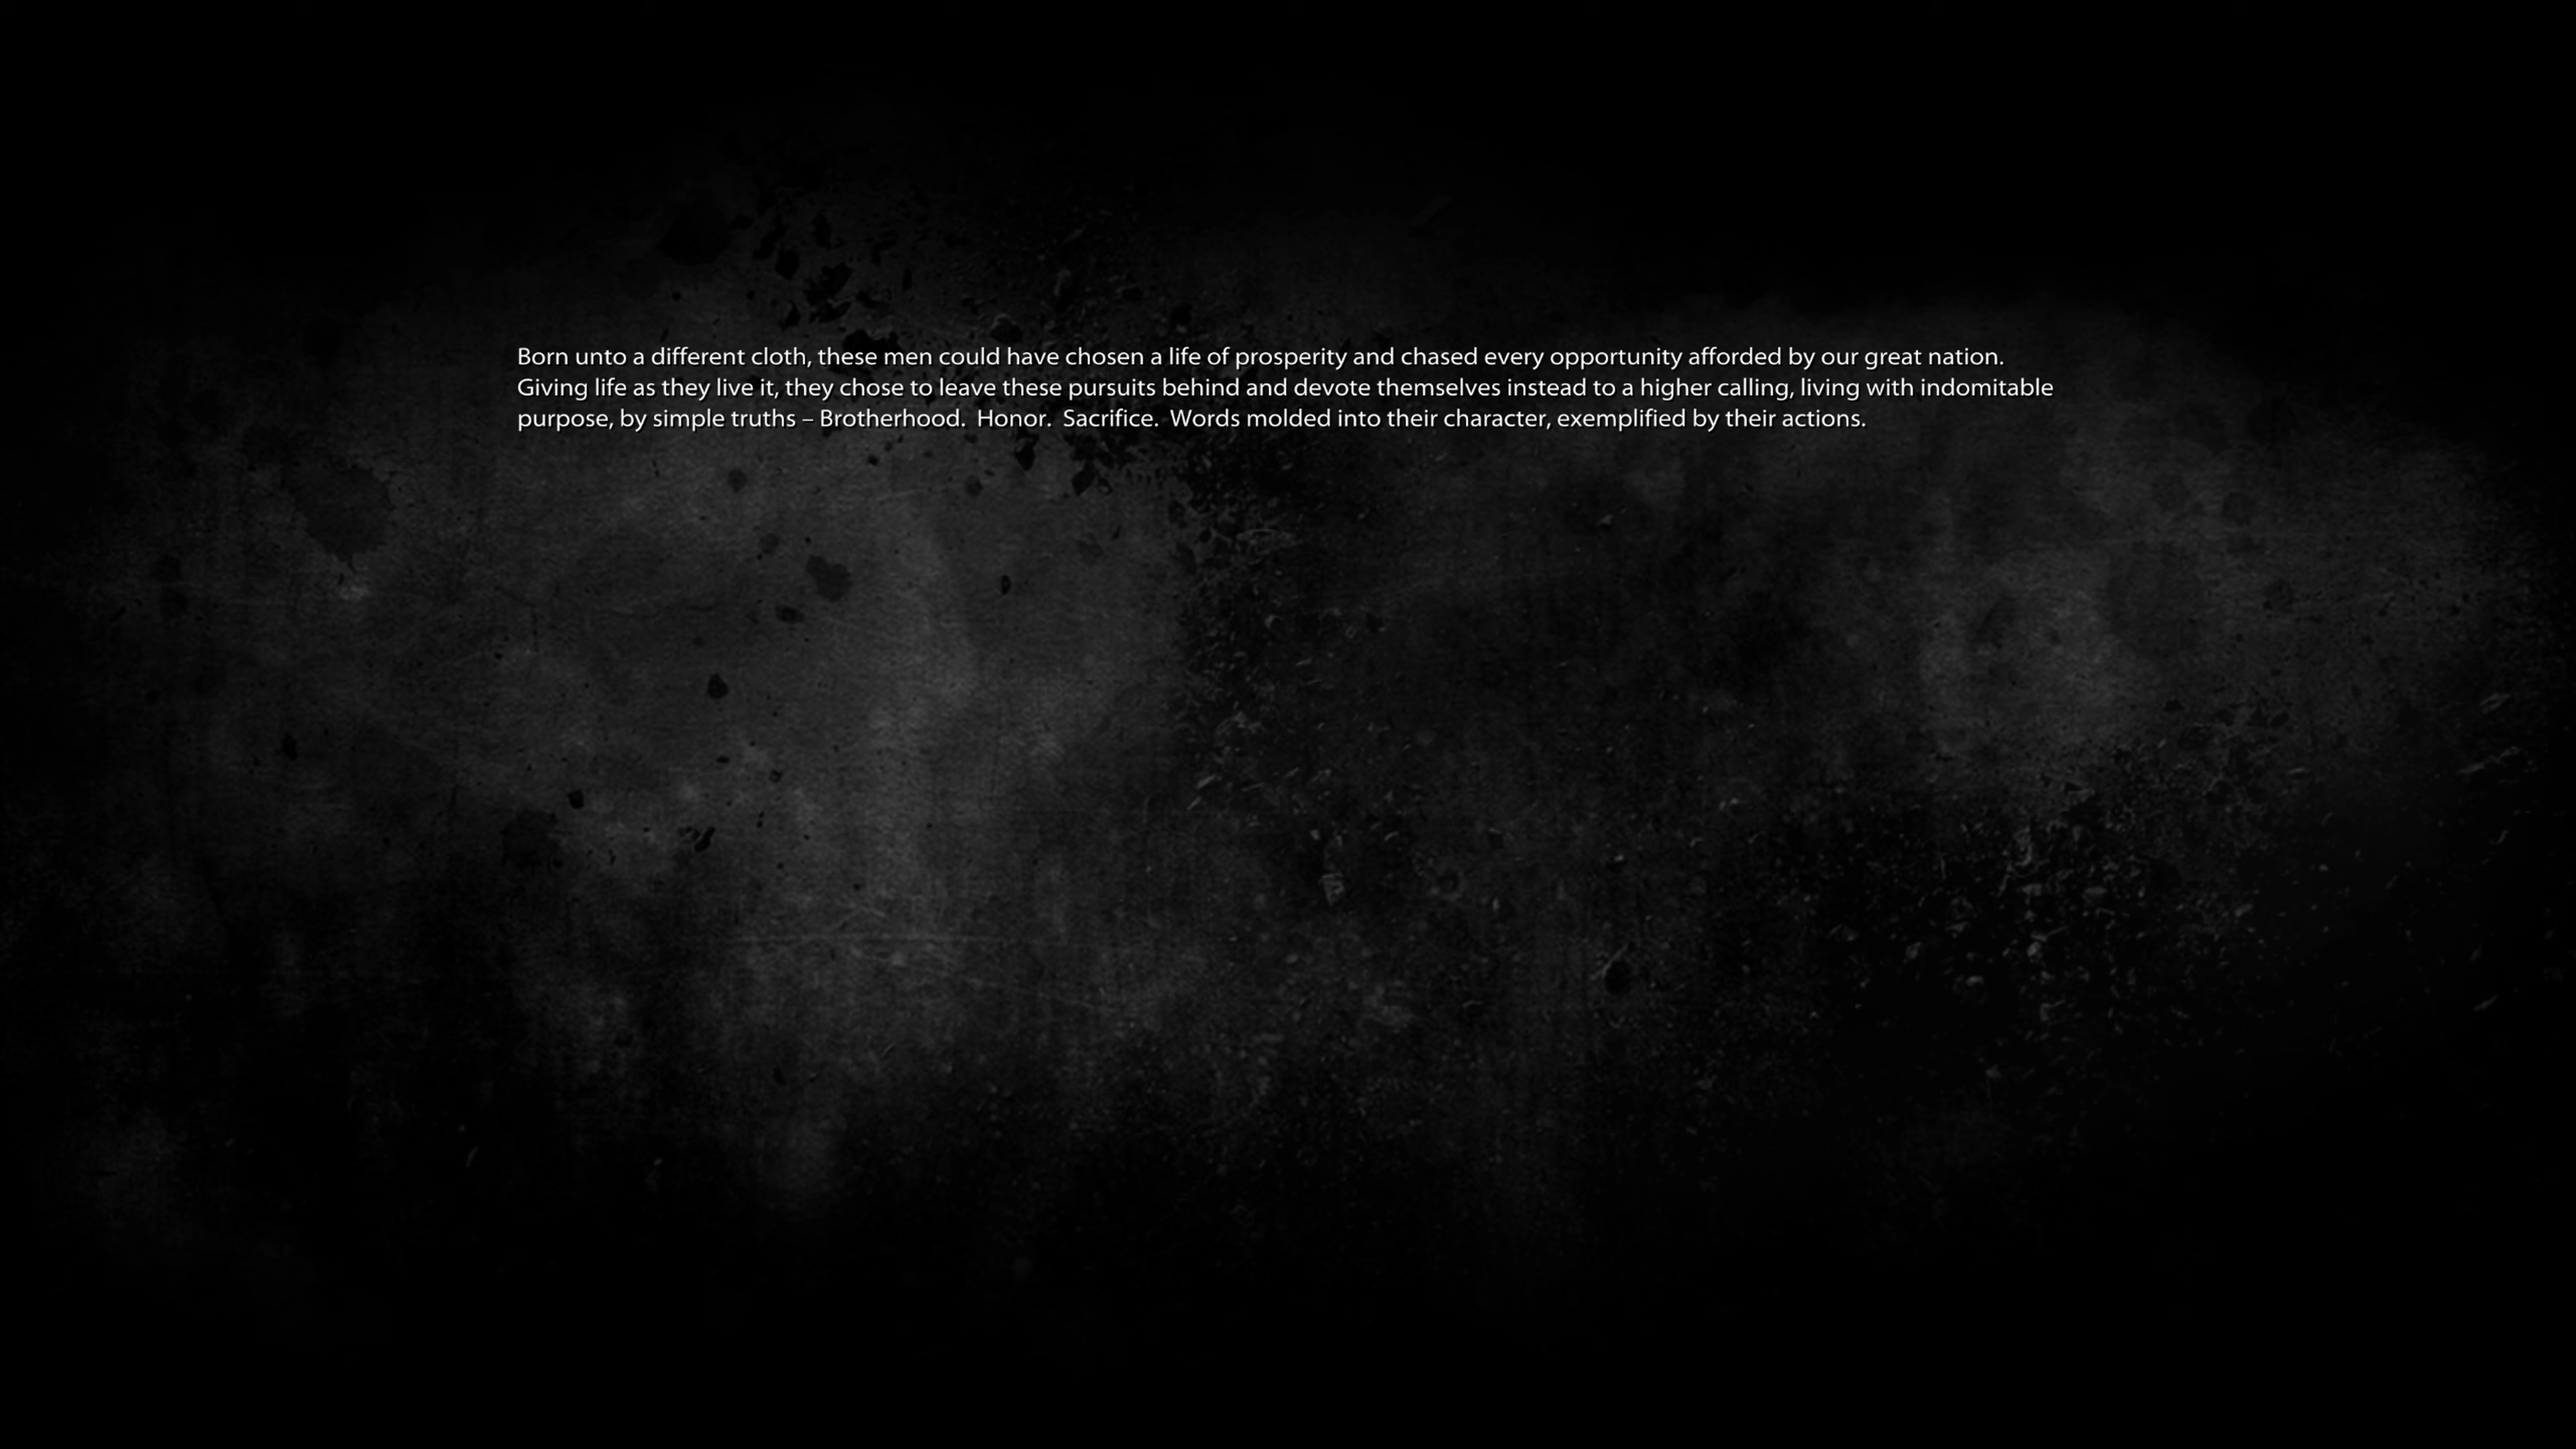 Born unto a different cloth, these men could have chosen a life of prosperity and chased every opportunity afforded by our great nation.
Giving life as they live it, they chose to leave these pursuits behind and devote themselves instead to a higher calling, living with indomitable
purpose, by simple truths – Brotherhood.  Honor.  Sacrifice.  Words molded into their character, exemplified by their actions.